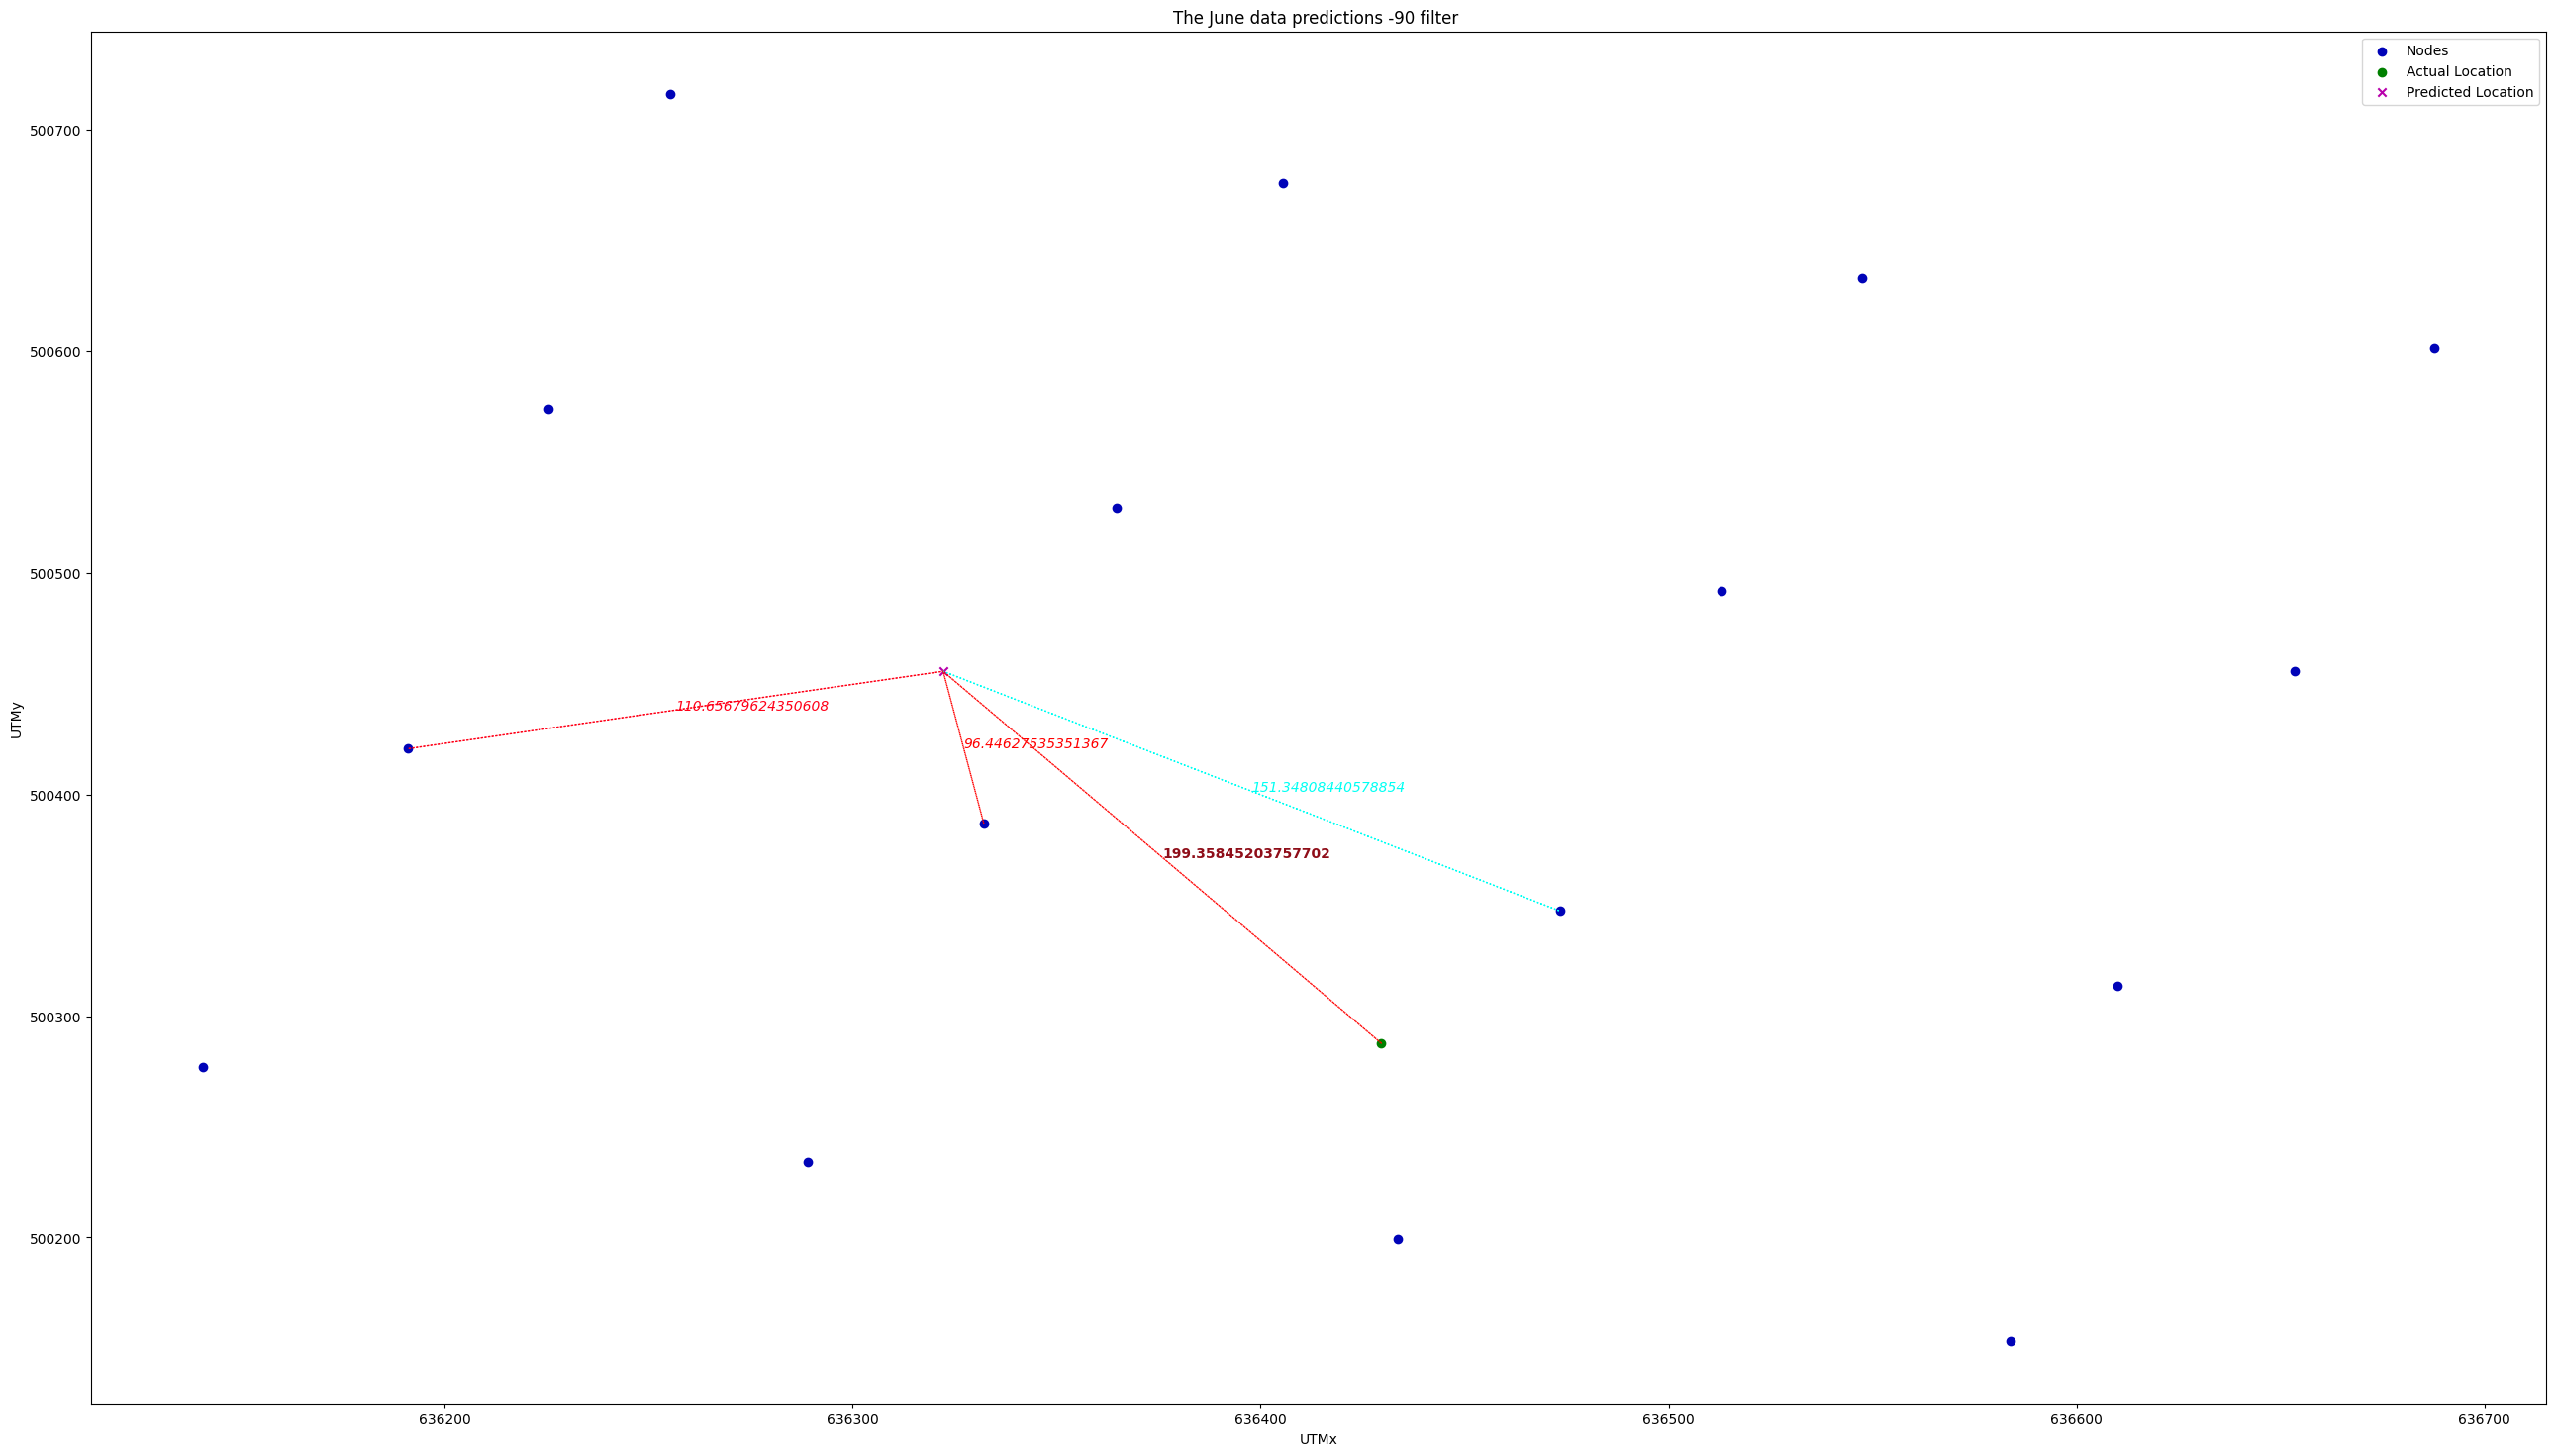 The June data predictions -90 filter
Nodes
Actual Location
Predicted Location
500700
500600
500500
500400
500300
500200
UTMy
110.65679624350608
96.44627535351367
151.34808440578854
199.35845203757702
636200
636300
636400
636500
636600
636700
UTMx